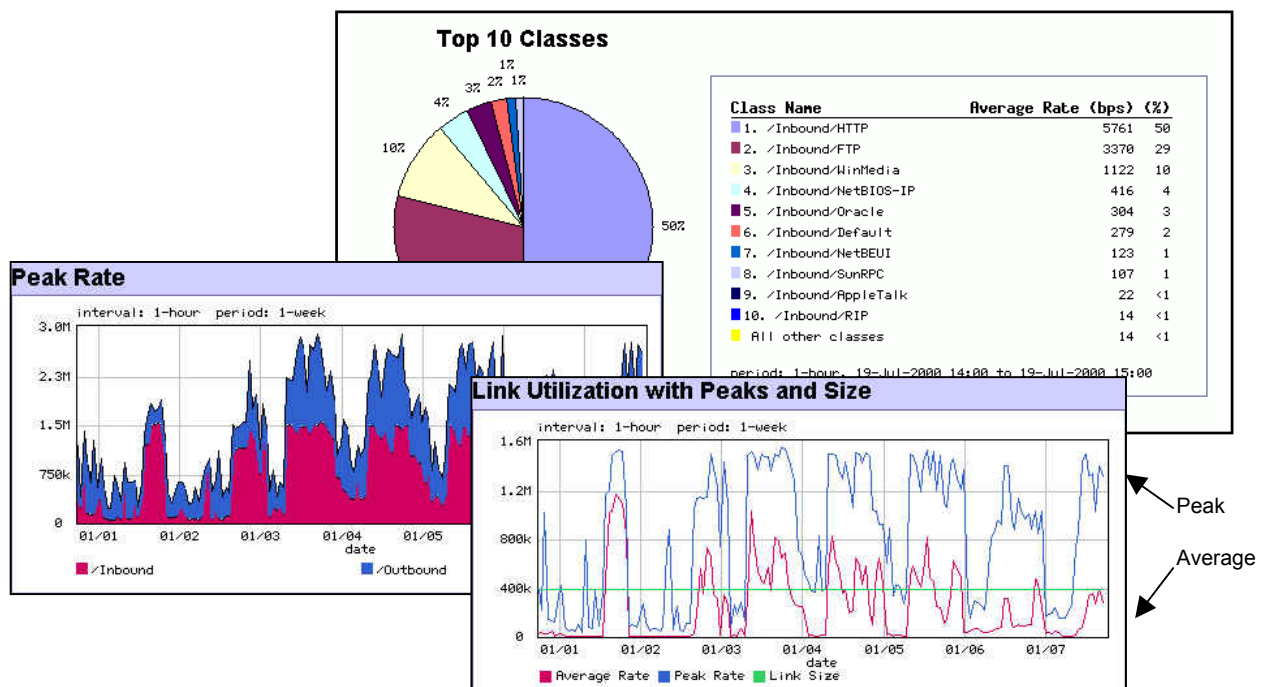 Top 10 Classes
1%
3% 2% 1%
4%
10%
50%
Class Name Average Rate (bps) (%)
1. /Inbound/HTTP 5761 50
2. /Inbound/FTP 3370 29
3. /Inbound/WinMedia 1122 10
4. /Inbound/NetBIOS-IP 416 4
5. /Inbound/Oracle 304 3
6. /Inbound/Default 279 2
7. /Inbound/NetBEUI 123 1
8. /Inbound/SunRPC 107 1
9. /Inbound/AppleTalk 22 <1
10. /Inbound/RIP 14 <1
All other classes 14 <1
period: 1-hour, 19-Jul-2000 14:00 to 19-Jul-2000 15:00
Peak Rate
interval: 1-hour period: 1-week
3.0M
2.3M
1.5M
750k
0
01/01 01/02 01/03 01/04 01/05
date
/Inbound /Outbound
Link Utilization with Peaks and Size
interval: 1-hour period: 1-week
1.6M
1.2M
800k
400k
0
01/01 01/02 01/03 01/04 01/05 01/06 01/07
date
Average Rate Peak Rate Link Size
Peak
Average